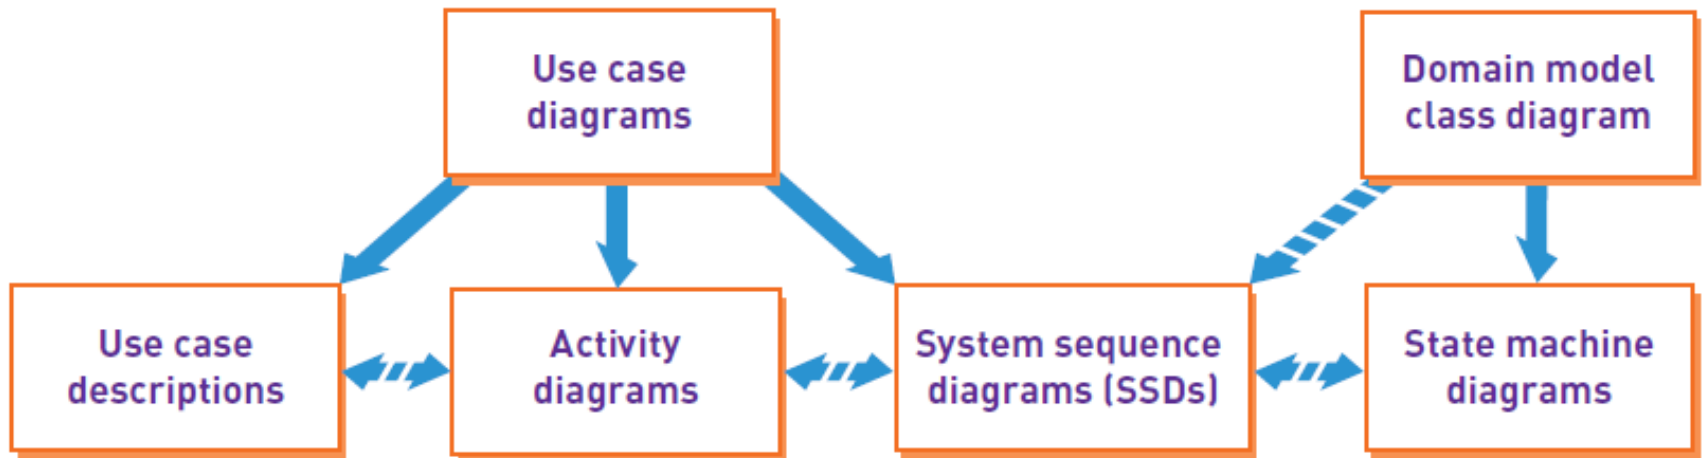 Use case
diagrams
Domain model
class diagram
Use case
descriptions
Activity
diagrams
System sequence
diagrams (SSDs)
State machine
diagrams